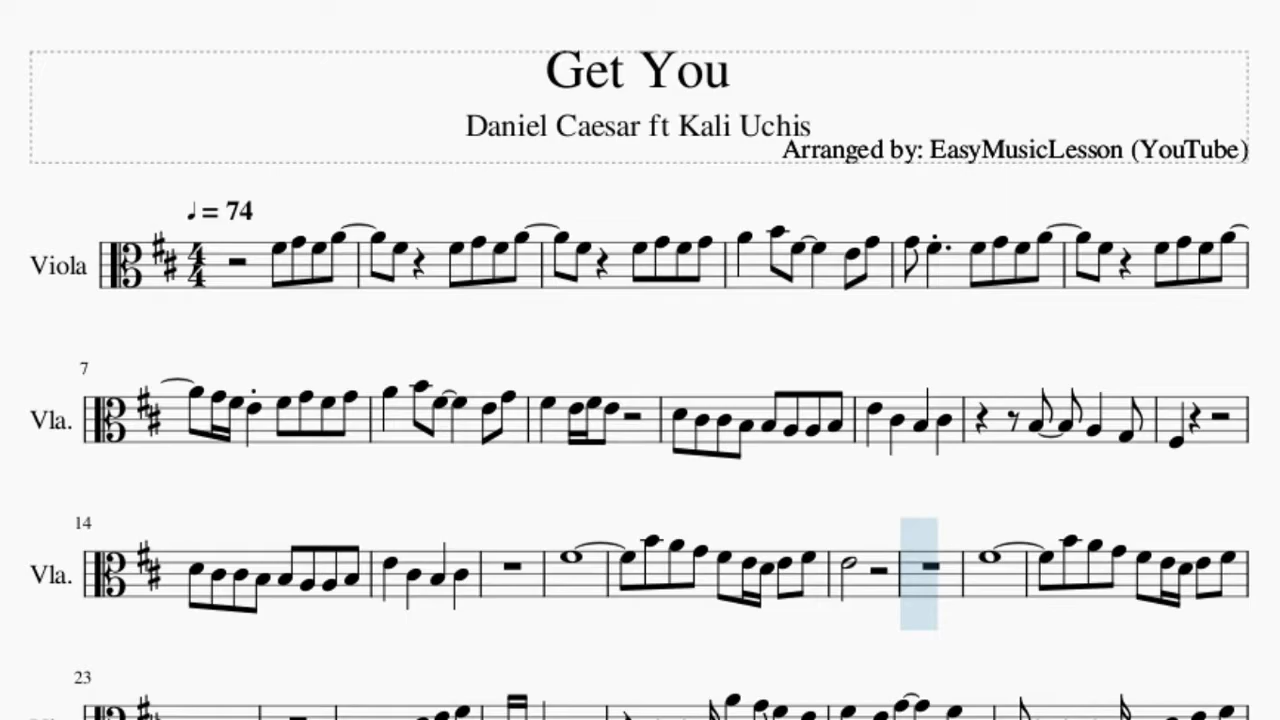 Get You
Daniel Caesar ft Kali Uchis
Arranged by: EasyMusicLesson (YouTube)
♩ = 74
Viola
4
4
7
Vla.
14
Vla.
23